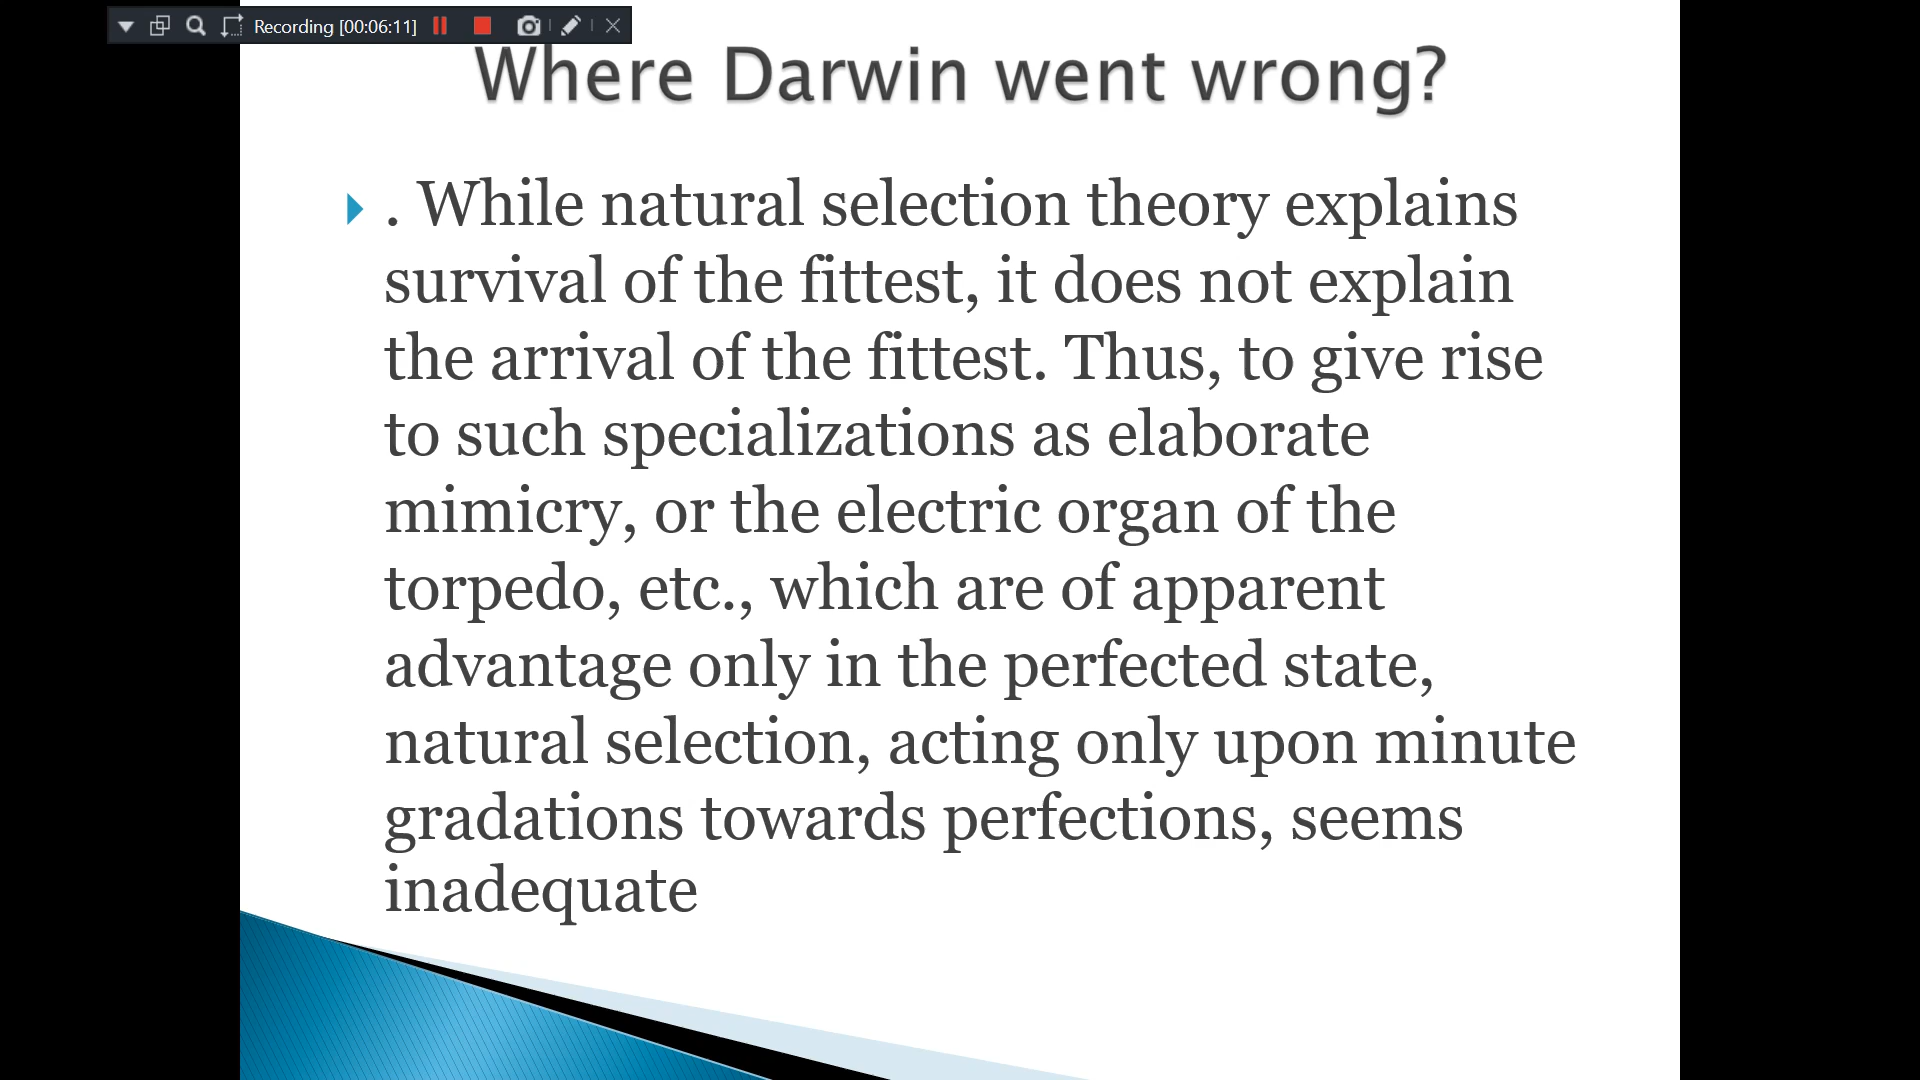 Recording [00:06:11]
Where Darwin went wrong?
. While natural selection theory explains
survival of the fittest, it does not explain
the arrival of the fittest. Thus, to give rise
to such specializations as elaborate
mimicry, or the electric organ of the
torpedo, etc., which are of apparent
advantage only in the perfected state,
natural selection, acting only upon minute
gradations towards perfections, seems
inadequate